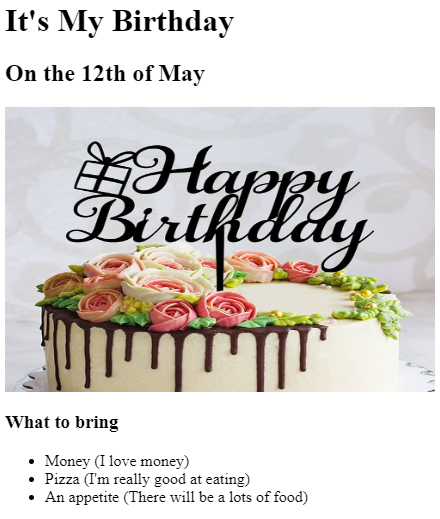 It's My Birthday
On the 12th of May
Happy
Birthday
What to bring
Money (I love money)
Pizza (I'm really good at eating)
An appetite (There will be a lots of food)